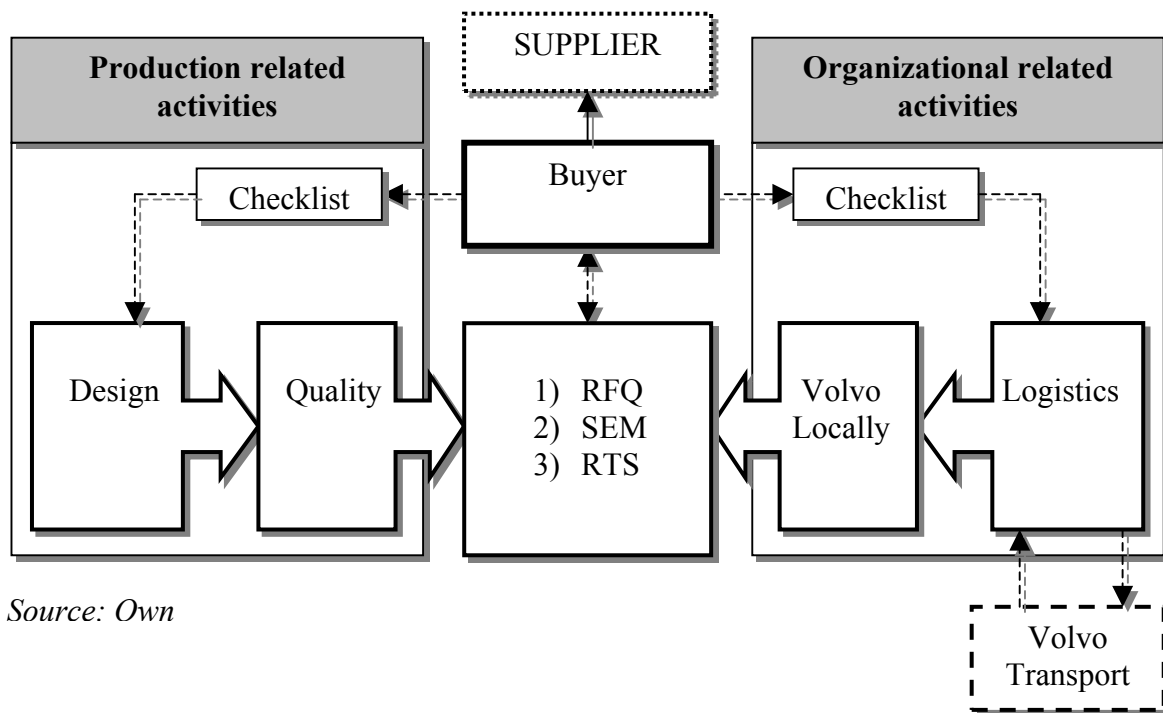 SUPPLIER
Production related
activities
Organizational related
activities
Buyer
Checklist
Checklist
Design
Quality
1) RFQ
2) SEM
3) RTS
Volvo
Locally
Logistics
Source: Own
Volvo
Transport